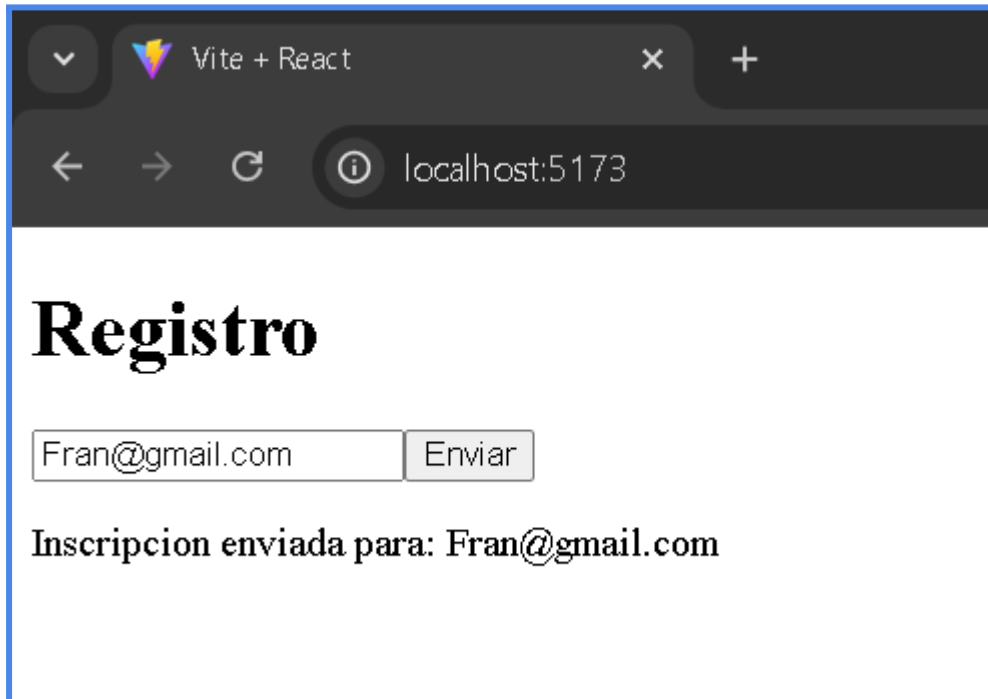 Vite + React
localhost:5173
Registro
Fran@gmail.com Enviar
Inscripcion enviada para: Fran@gmail.com